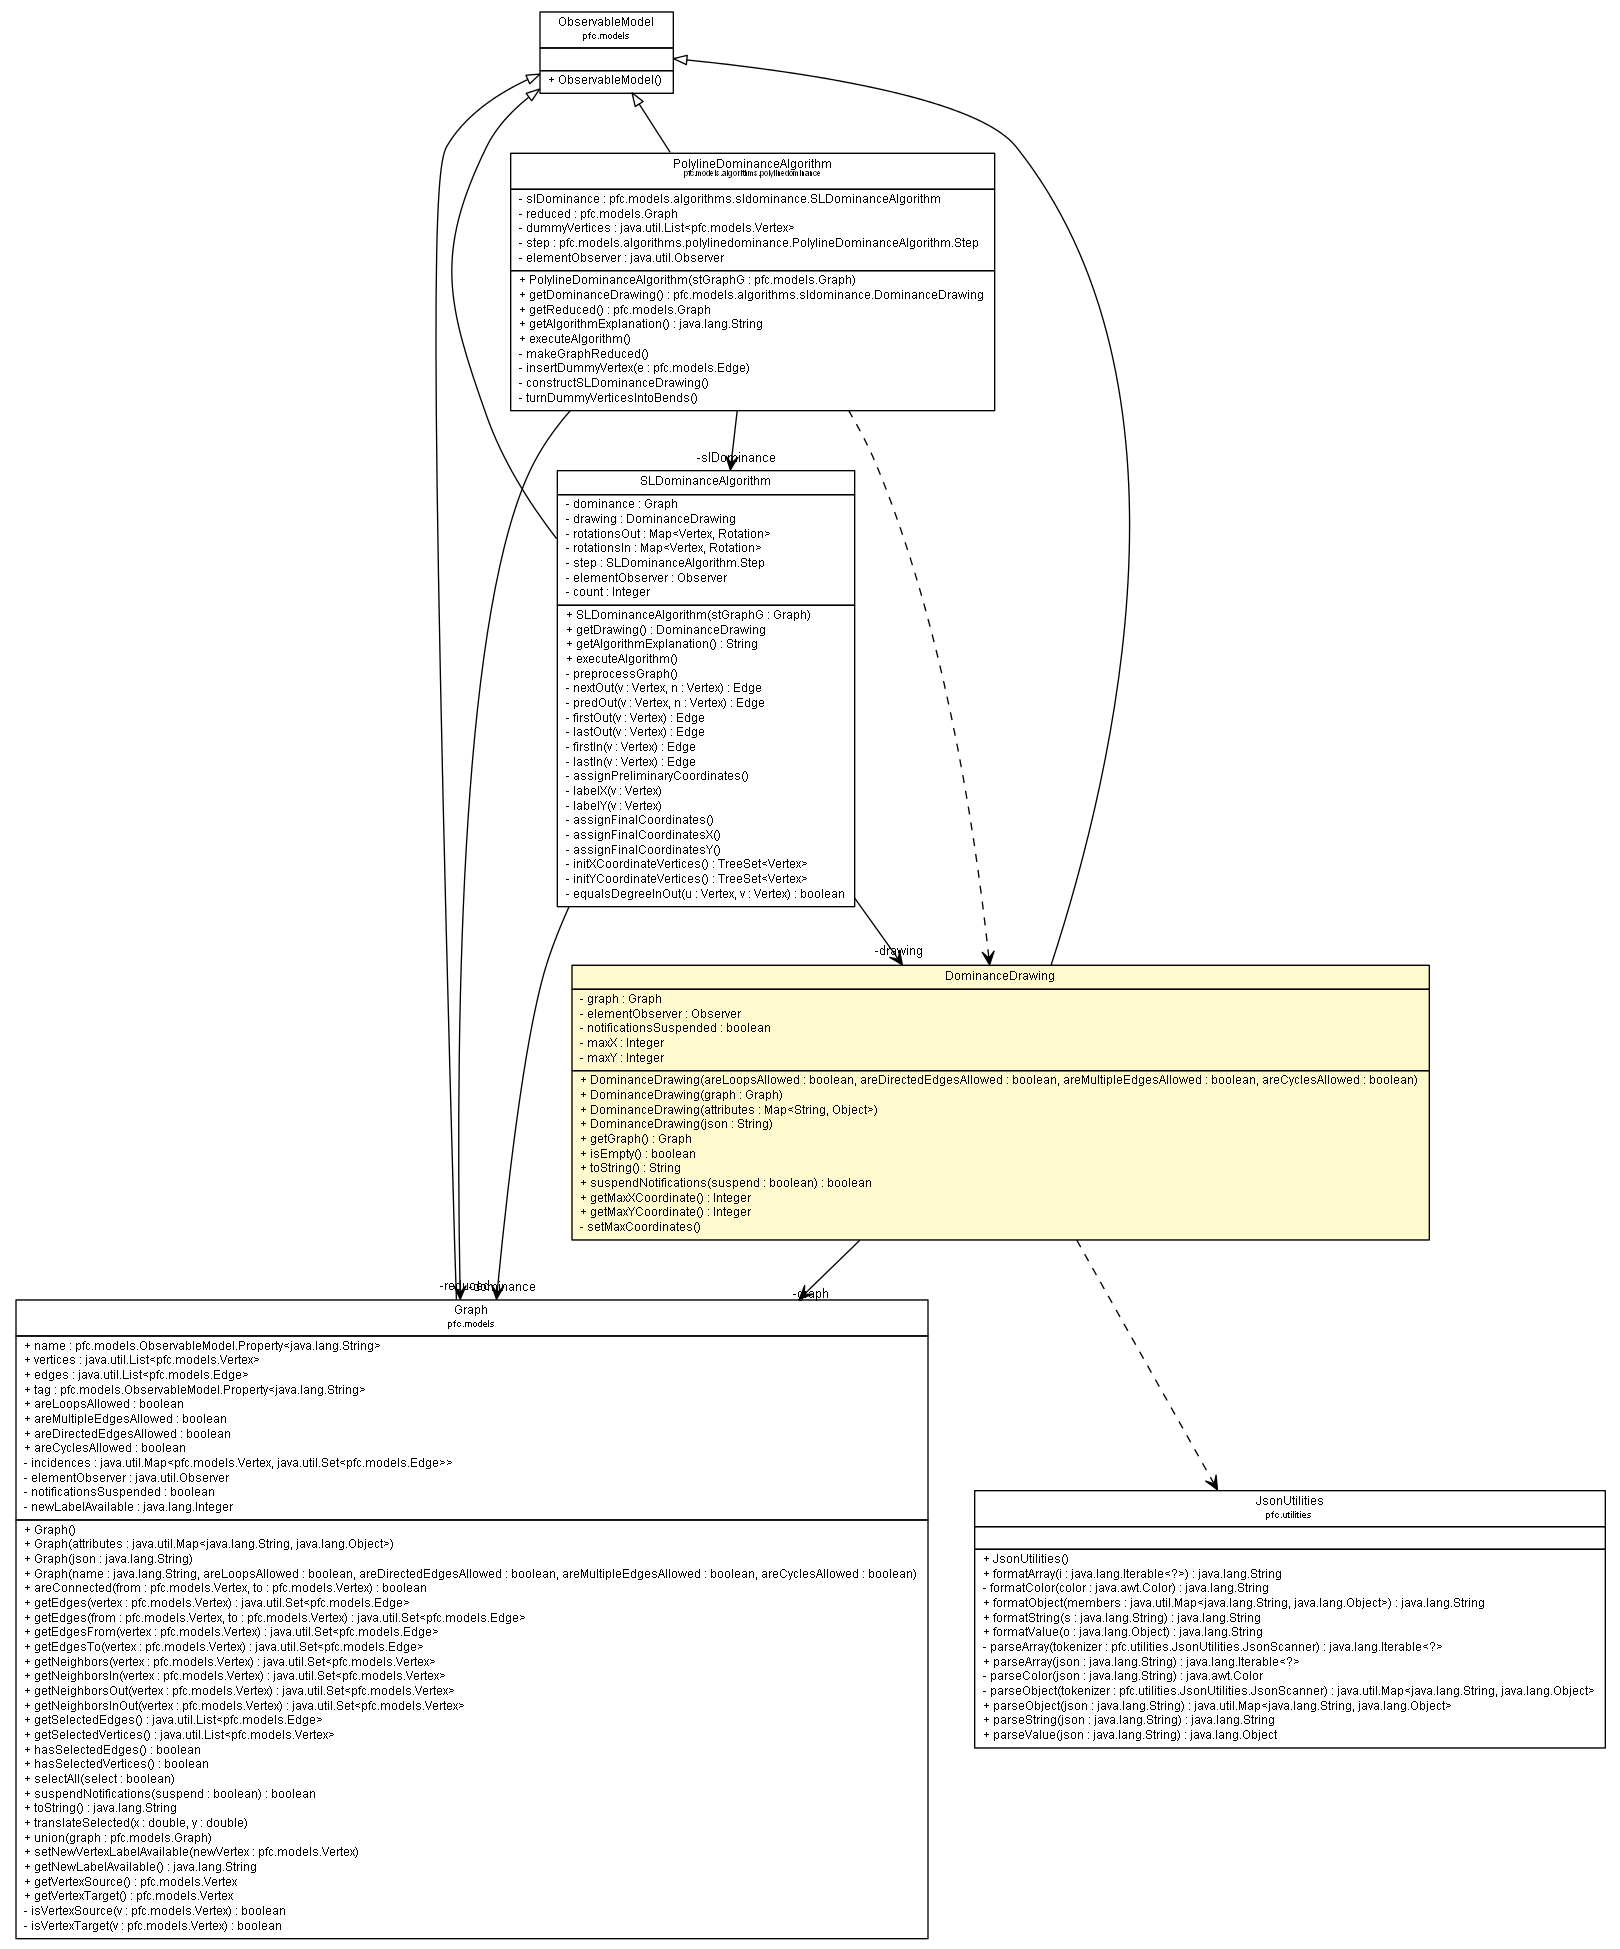 ObservableModel
pfc.models
+ ObservableModel()
PolylineDominanceAlgorithm
pfc.models.algorithms.polylinedominance
- slDominance : pfc.models.algorithms.sldominance.SLDominanceAlgorithm
- reduced : pfc.models.Graph
- dummyVertices : java.util.List<pfc.models.Vertex>
- step : pfc.models.algorithms.polylinedominance.PolylineDominanceAlgorithm.Step
- elementObserver : java.util.Observer
+ PolylineDominanceAlgorithm(stGraphG : pfc.models.Graph)
+ getDominanceDrawing() : pfc.models.algorithms.sldominance.DominanceDrawing
+ getReduced() : pfc.models.Graph
+ getAlgorithmExplanation() : java.lang.String
+ executeAlgorithm()
- makeGraphReduced()
- insertDummyVertex(e : pfc.models.Edge)
- constructSLDominanceDrawing()
- turnDummyVerticesIntoBends()
-slDominance
SLDominanceAlgorithm
- dominance : Graph
- drawing : DominanceDrawing
- rotationsOut : Map<Vertex, Rotation>
- rotationsIn : Map<Vertex, Rotation>
- step : SLDominanceAlgorithm.Step
- elementObserver : Observer
- count : Integer
+ SLDominanceAlgorithm(stGraphG : Graph)
+ getDrawing() : DominanceDrawing
+ getAlgorithmExplanation() : String
+ executeAlgorithm()
- preprocessGraph()
- nextOut(v : Vertex, n : Vertex) : Edge
- predOut(v : Vertex, n : Vertex) : Edge
- firstOut(v : Vertex) : Edge
- lastOut(v : Vertex) : Edge
- firstIn(v : Vertex) : Edge
- lastIn(v : Vertex) : Edge
- assignPreliminaryCoordinates()
- labelX(v : Vertex)
- labelY(v : Vertex)
- assignFinalCoordinates()
- assignFinalCoordinatesX()
- assignFinalCoordinatesY()
- initXCoordinateVertices() : TreeSet<Vertex>
- initYCoordinateVertices() : TreeSet<Vertex>
- equalsDegreeInOut(u : Vertex, v : Vertex) : boolean
-drawing
DominanceDrawing
- graph : Graph
- elementObserver : Observer
- notificationsSuspended : boolean
- maxX : Integer
- maxY : Integer
+ DominanceDrawing(areLoopsAllowed : boolean, areDirectedEdgesAllowed : boolean, areMultipleEdgesAllowed : boolean, areCyclesAllowed : boolean)
+ DominanceDrawing(graph : Graph)
+ DominanceDrawing(attributes : Map<String, Object>)
+ DominanceDrawing(json : String)
+ getGraph() : Graph
+ isEmpty() : boolean
+ toString() : String
+ suspendNotifications(suspend : boolean) : boolean
+ getMaxXCoordinate() : Integer
+ getMaxYCoordinate() : Integer
- setMaxCoordinates()
-reduced
-dominance
-graph
Graph
pfc.models
+ name : pfc.models.ObservableModel.Property<java.lang.String>
+ vertices : java.util.List<pfc.models.Vertex>
+ edges : java.util.List<pfc.models.Edge>
+ tag : pfc.models.ObservableModel.Property<java.lang.String>
+ areLoopsAllowed : boolean
+ areMultipleEdgesAllowed : boolean
+ areDirectedEdgesAllowed : boolean
+ areCyclesAllowed : boolean
- incidences : java.util.Map<pfc.models.Vertex, java.util.Set<pfc.models.Edge>>
- elementObserver : java.util.Observer
- notificationsSuspended : boolean
- newLabelAvailable : java.lang.Integer
+ Graph()
+ Graph(attributes : java.util.Map<java.lang.String, java.lang.Object>)
+ Graph(json : java.lang.String)
+ Graph(name : java.lang.String, areLoopsAllowed : boolean, areDirectedEdgesAllowed : boolean, areMultipleEdgesAllowed : boolean, areCyclesAllowed : boolean)
+ areConnected(from : pfc.models.Vertex, to : pfc.models.Vertex) : boolean
+ getEdges(vertex : pfc.models.Vertex) : java.util.Set<pfc.models.Edge>
+ getEdges(from : pfc.models.Vertex, to : pfc.models.Vertex) : java.util.Set<pfc.models.Edge>
+ getEdgesFrom(vertex : pfc.models.Vertex) : java.util.Set<pfc.models.Edge>
+ getEdgesTo(vertex : pfc.models.Vertex) : java.util.Set<pfc.models.Edge>
+ getNeighbors(vertex : pfc.models.Vertex) : java.util.Set<pfc.models.Vertex>
+ getNeighborsIn(vertex : pfc.models.Vertex) : java.util.Set<pfc.models.Vertex>
+ getNeighborsOut(vertex : pfc.models.Vertex) : java.util.Set<pfc.models.Vertex>
+ getNeighborsInOut(vertex : pfc.models.Vertex) : java.util.Set<pfc.models.Vertex>
+ getSelectedEdges() : java.util.List<pfc.models.Edge>
+ getSelectedVertices() : java.util.List<pfc.models.Vertex>
+ hasSelectedEdges() : boolean
+ hasSelectedVertices() : boolean
+ selectAll(select : boolean)
+ suspendNotifications(suspend : boolean) : boolean
+ toString() : java.lang.String
+ translateSelected(x : double, y : double)
+ union(graph : pfc.models.Graph)
+ setNewVertexLabelAvailable(newVertex : pfc.models.Vertex)
+ getNewLabelAvailable() : java.lang.String
+ getVertexSource() : pfc.models.Vertex
+ getVertexTarget() : pfc.models.Vertex
- isVertexSource(v : pfc.models.Vertex) : boolean
- isVertexTarget(v : pfc.models.Vertex) : boolean
JsonUtilities
pfc.utilities
+ JsonUtilities()
+ formatArray(i : java.lang.Iterable<?>) : java.lang.String
- formatColor(color : java.awt.Color) : java.lang.String
+ formatObject(members : java.util.Map<java.lang.String, java.lang.Object>) : java.lang.String
+ formatString(s : java.lang.String) : java.lang.String
+ formatValue(o : java.lang.Object) : java.lang.String
- parseArray(tokenizer : pfc.utilities.JsonUtilities.JsonScanner) : java.lang.Iterable<?>
+ parseArray(json : java.lang.String) : java.lang.Iterable<?>
- parseColor(json : java.lang.String) : java.awt.Color
- parseObject(tokenizer : pfc.utilities.JsonUtilities.JsonScanner) : java.util.Map<java.lang.String, java.lang.Object>
+ parseObject(json : java.lang.String) : java.util.Map<java.lang.String, java.lang.Object>
+ parseString(json : java.lang.String) : java.lang.String
+ parseValue(json : java.lang.String) : java.lang.Object